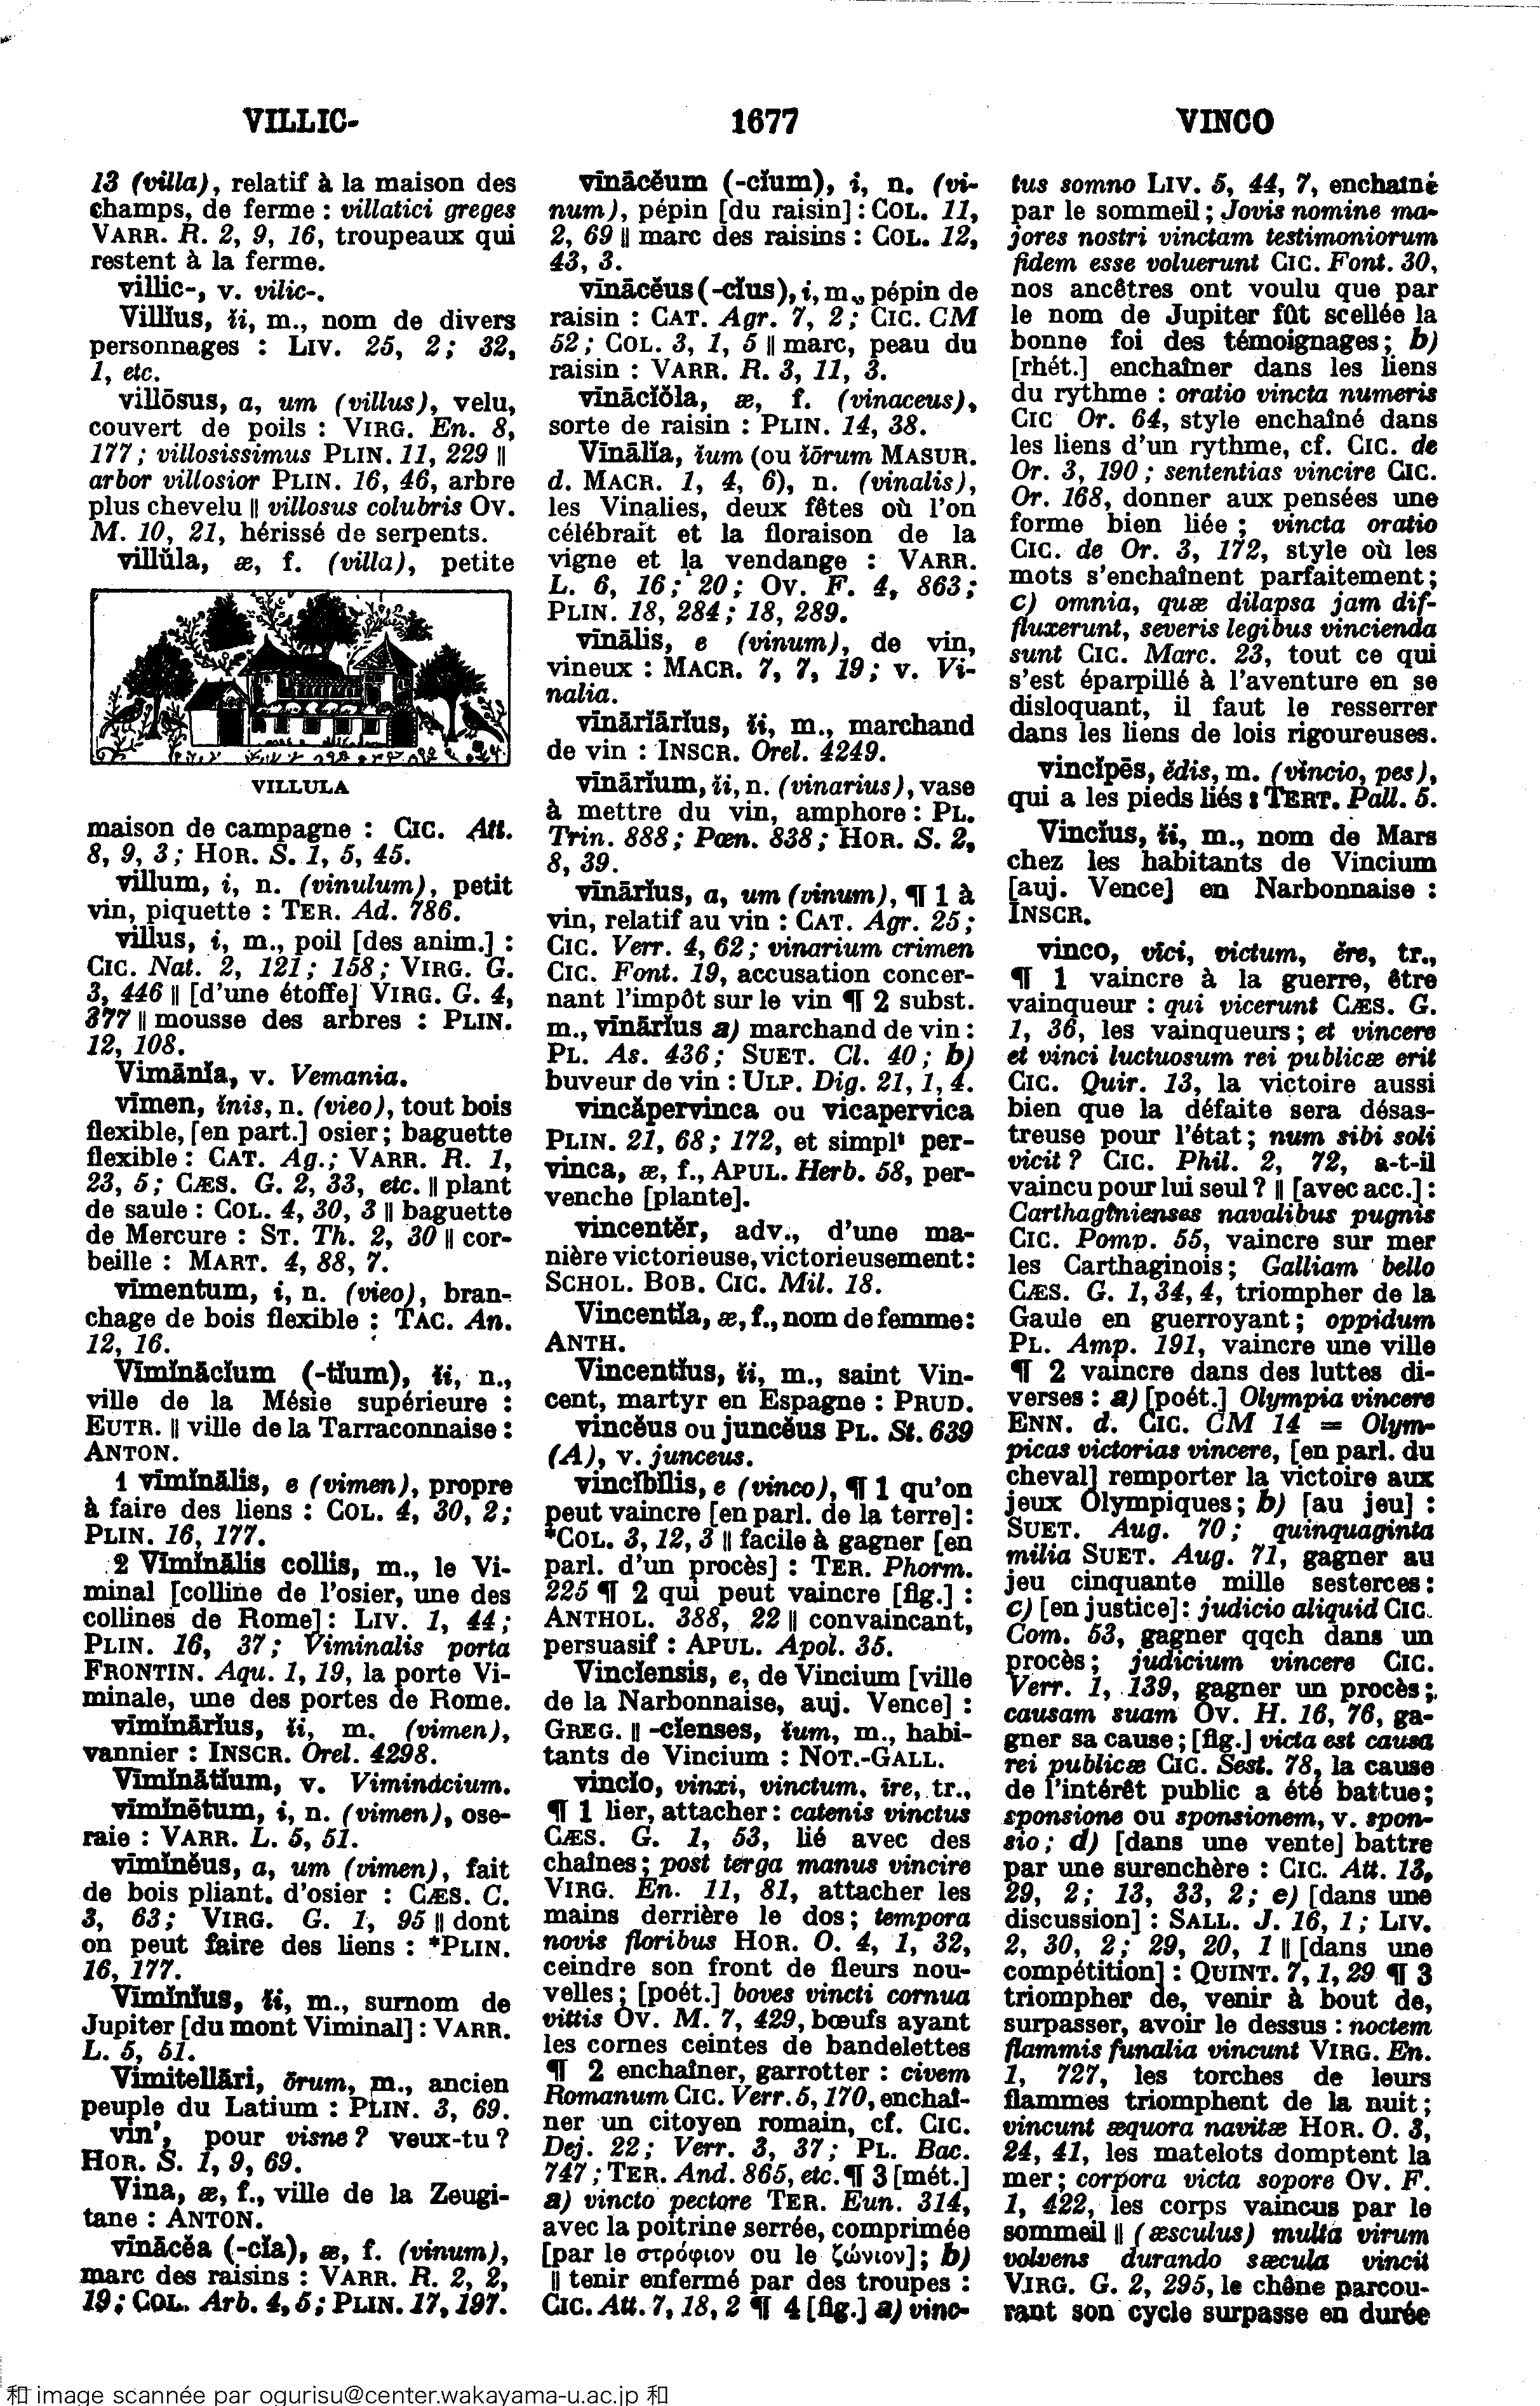 VILLIC-
1677
VINCO
13 (villa), relatif à la maison des
champs, de ferme : villatici greges
VARR. R. 2, 9, 16, troupeaux qui
restent à la ferme.
villic-, v. vilic-.
Villĭus, ĭi, m., nom de divers
personnages : LIV. 25, 2; 32,
1, etc.
villōsus, a, um (villus), velu,
couvert de poils : VIRG. En. 8,
177; villosissimus PLIN. 11, 229 ||
arbor villosior PLIN. 16, 46, arbre
plus chevelu || villosus colubris OV.
M. 10, 21, hérissé de serpents.
villŭla, æ, f. (villa), petite
VILLULA
maison de campagne : CIC. Att.
8, 9, 3; HOR. S. 1, 5, 45.
villum, i, n. (vinulum), petit
vin, piquette : TER. Ad. 786.
villus, i, m., poil [des anim.] :
CIC. Nat. 2, 121; 158; VIRG. G.
3, 446 || [d'une étoffe] VIRG. G. 4,
377 || mousse des arbres : PLIN.
12, 108.
Vimānĭa, v. Vemania.
vīmen, ĭnis, n. (vieo), tout bois
flexible, [en part.] osier; baguette
flexible : CAT. Ag.; VARR. R. 1,
23, 5; CÆS. G. 2, 33, etc. || plant
de saule : COL. 4, 30, 3 || baguette
de Mercure : ST. Th. 2, 30 || cor-
beille : MART. 4, 88, 7.
vīmentum, i, n. (vieo), bran-
chage de bois flexible : TAC. An.
12, 16.
Vīmĭnācĭum (-tĭum), ĭi, n.,
ville de la Mésie supérieure :
EUTR. || ville de la Tarraconnaise :
ANTON.
1 vīmĭnālis, e (vimen), propre
à faire des liens : COL. 4, 30, 2;
PLIN. 16, 177.
2 Vīmĭnālis collis, m., le Vi-
minal [colline de l'osier, une des
collines de Rome] : LIV. 1, 44;
PLIN. 16, 37; Viminalis porta
FRONTIN. Aqu. 1, 19, la porte Vi-
minale, une des portes de Rome.
vīmĭnārĭus, ĭi, m. (vimen),
vannier : INSCR. Orel. 4298.
Vīmĭnātĭum, v. Viminacium.
vīmĭnētum, i, n. (vimen), ose-
raie : VARR. L. 5, 51.
vīmĭnĕus, a, um (vimen), fait
de bois pliant, d'osier : CÆS. C.
3, 63; VIRG. G. 1, 95 || dont
on peut faire des liens : *PLIN.
16, 177.
Vīmĭnĭus, ĭi, m., surnom de
Jupiter [du mont Viminal] : VARR.
L. 5, 51.
Vimitellāri, ōrum, m., ancien
peuple du Latium : PLIN. 3, 69.
vin', pour visne ? veux-tu ?
HOR. S. 1, 9, 69.
Vina, æ, f., ville de la Zeugi-
tane : ANTON.
vīnācĕa (-cĭa), æ, f. (vinum),
marc des raisins : VARR. R. 2, 2,
19; COL. Arb. 4, 5; PLIN. 17, 197.
vīnācĕum (-cĭum), i, n. (vi-
num), pépin [du raisin] : COL. 11,
2, 69 || marc des raisins : COL. 12,
43, 3.
vīnācĕus (-cĭus), i, m., pépin de
raisin : CAT. Agr. 7, 2; CIC. CM
52; COL. 3, 1, 5 || marc, peau du
raisin : VARR. R. 3, 11, 3.
vīnācĭŏla, æ, f. (vinaceus),
sorte de raisin : PLIN. 14, 38.
Vīnālĭa, ĭum (ou ĭōrum MASUR.
d. MACR. 1, 4, 6), n. (vinalis),
les Vinalies, deux fêtes où l'on
célébrait et la floraison de la
vigne et la vendange : VARR.
L. 6, 16; 20; OV. F. 4, 863;
PLIN. 18, 284; 18, 289.
vīnālis, e (vinum), de vin,
vineux : MACR. 7, 7, 19; v. Vi-
nalia.
vīnārĭārĭus, ĭi, m., marchand
de vin : INSCR. Orel. 4249.
vīnārĭum, ĭi, n. (vinarius), vase
à mettre du vin, amphore : PL.
Trin. 888; Pœn. 838; HOR. S. 2,
8, 39.
vīnārĭus, a, um (vinum), ¶ 1 à
vin, relatif au vin : CAT. Agr. 25;
CIC. Verr. 4, 62; vinarium crimen
CIC. Font. 19, accusation concer-
nant l'impôt sur le vin ¶ 2 subst.
m., vīnārĭus a) marchand de vin :
PL. As. 436; SUET. Cl. 40; b)
buveur de vin : ULP. Dig. 21, 1, 4.
vincăpervinca ou vicapervica
PLIN. 21, 68; 172, et simplᵗ per-
vinca, æ, f., APUL. Herb. 58, per-
venche [plante].
vincentĕr, adv., d'une ma-
nière victorieuse, victorieusement :
SCHOL. BOB. CIC. Mil. 18.
Vincentĭa, æ, f., nom de femme :
ANTH.
Vincentĭus, ĭi, m., saint Vin-
cent, martyr en Espagne : PRUD.
vincĕus ou juncĕus PL. St. 639
(A), v. junceus.
vincĭbĭlis, e (vinco), ¶ 1 qu'on
peut vaincre [en parl. de la terre] :
*COL. 3, 12, 3 || facile à gagner [en
parl. d'un procès] : TER. Phorm.
225 ¶ 2 qui peut vaincre [fig.] :
ANTHOL. 388, 22 || convaincant,
persuasif : APUL. Apol. 35.
Vincĭensis, e, de Vincium [ville
de la Narbonnaise, auj. Vence] :
GREG. || -cĭenses, ĭum, m., habi-
tants de Vincium : NOT.-GALL.
vincĭo, vinxi, vinctum, īre, tr.,
¶ 1 lier, attacher : catenis vinctus
CÆS. G. 1, 53, lié avec des
chaînes; post terga manus vincire
VIRG. En. 11, 81, attacher les
mains derrière le dos; tempora
novis floribus HOR. O. 4, 1, 32,
ceindre son front de fleurs nou-
velles; [poét.] boves vincti cornua
vittis OV. M. 7, 429, bœufs ayant
les cornes ceintes de bandelettes
¶ 2 enchaîner, garrotter : civem
Romanum CIC. Verr. 5, 170, enchaî-
ner un citoyen romain, cf. CIC.
Dej. 22; Verr. 3, 37; PL. Bac.
747; TER. And. 865, etc. ¶ 3 [mét.]
a) vincto pectore TER. Eun. 314,
avec la poitrine serrée, comprimée
[par le στρόφιον ou le ζώνιον]; b)
|| tenir enfermé par des troupes :
CIC. Att. 7, 18, 2 ¶ 4 [fig.] a) vinc-
tus somno LIV. 5, 44, 7, enchaîné
par le sommeil; Jovis nomine ma-
jores nostri vinctam testimoniorum
fidem esse voluerunt CIC. Font. 30,
nos ancêtres ont voulu que par
le nom de Jupiter fût scellée la
bonne foi des témoignages; b)
[rhét.] enchaîner dans les liens
du rythme : oratio vincta numeris
CIC Or. 64, style enchaîné dans
les liens d'un rythme, cf. CIC. de
Or. 3, 190; sententias vincire CIC.
Or. 168, donner aux pensées une
forme bien liée; vincta oratio
CIC. de Or. 3, 172, style où les
mots s'enchaînent parfaitement;
c) omnia, quæ dilapsa jam dif-
fluxerunt, severis legibus vincienda
sunt CIC. Marc. 23, tout ce qui
s'est éparpillé à l'aventure en se
disloquant, il faut le resserrer
dans les liens de lois rigoureuses.
vincĭpēs, ĕdis, m. (vincio, pes),
qui a les pieds liés : TERT. Pall. 5.
Vincĭus, ĭi, m., nom de Mars
chez les habitants de Vincium
[auj. Vence] en Narbonnaise :
INSCR.
vinco, vīci, victum, ĕre, tr.,
¶ 1 vaincre à la guerre, être
vainqueur : qui vicerunt CÆS. G.
1, 36, les vainqueurs; et vincere
et vinci luctuosum rei publicæ erit
CIC. Quir. 13, la victoire aussi
bien que la défaite sera désas-
treuse pour l'état; num sibi soli
vicit ? CIC. Phil. 2, 72, a-t-il
vaincu pour lui seul ? || [avec acc.] :
Carthaginienses navalibus pugnis
CIC. Pomp. 55, vaincre sur mer
les Carthaginois; Galliam bello
CÆS. G. 1, 34, 4, triompher de la
Gaule en guerroyant; oppidum
PL. Amp. 191, vaincre une ville
¶ 2 vaincre dans des luttes di-
verses : a) [poét.] Olympia vincere
ENN. d. CIC. CM 14 = Olym-
picas victorias vincere, [en parl. du
cheval] remporter la victoire aux
jeux Olympiques; b) [au jeu] :
SUET. Aug. 70; quinquaginta
milia SUET. Aug. 71, gagner au
jeu cinquante mille sesterces :
c) [en justice] : judicio aliquid CIC.
Com. 53, gagner qqch dans un
procès; judicium vincere CIC.
Verr. 1, 139, gagner un procès;
causam suam OV. H. 16, 76, ga-
gner sa cause; [fig.] victa est causa
rei publicæ CIC. Sest. 78, la cause
de l'intérêt public a été battue;
sponsione ou sponsionem, v. spon-
sio; d) [dans une vente] battre
par une surenchère : CIC. Att. 13,
29, 2; 13, 33, 2; e) [dans une
discussion] : SALL. J. 16, 1; LIV.
2, 30, 2; 29, 20, 1 || [dans une
compétition] : QUINT. 7, 1, 29 ¶ 3
triompher de, venir à bout de,
surpasser, avoir le dessus : noctem
flammis funalia vincunt VIRG. En.
1, 727, les torches de leurs
flammes triomphent de la nuit;
vincunt æquora navitæ HOR. O. 3,
24, 41, les matelots domptent la
mer; corpora victa sopore OV. F.
1, 422, les corps vaincus par le
sommeil || (æsculus) multa virum
volvens durando sæcula vincit
VIRG. G. 2, 295, le chêne parcou-
rant son cycle surpasse en durée
和 image scannée par ogurisu@center.wakayama-u.ac.jp 和